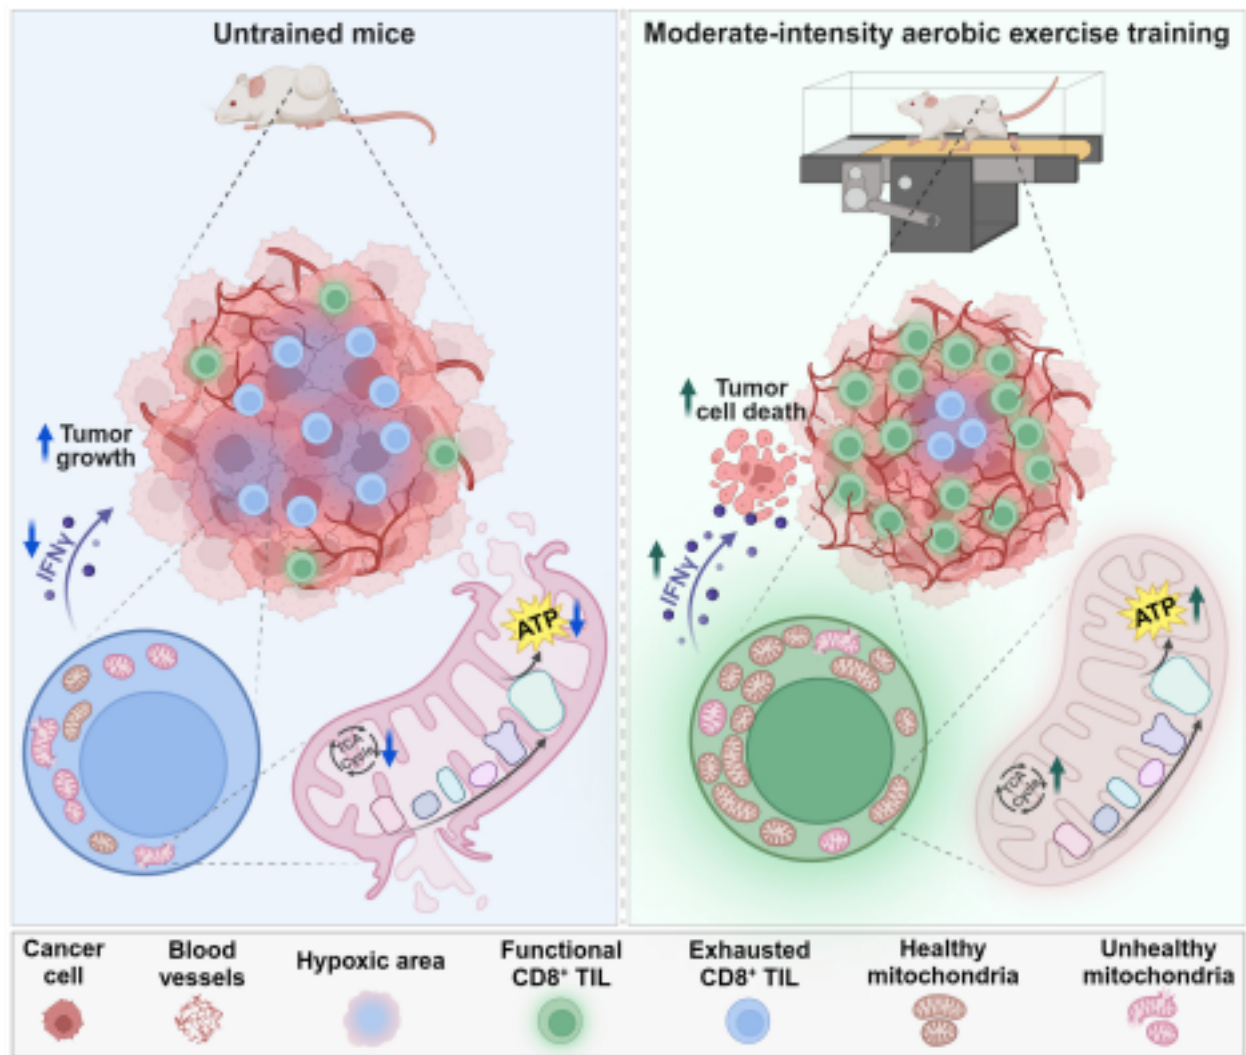 Untrained mice
Moderate-intensity aerobic exercise training
Tumor
growth
IFNγ
ATP
TCA
Cycle
Tumor
cell death
IFNγ
ATP
TCA
Cycle
Cancer
cell
Blood
vessels
Hypoxic area
Functional
CD8⁺ TIL
Exhausted
CD8⁺ TIL
Healthy
mitochondria
Unhealthy
mitochondria